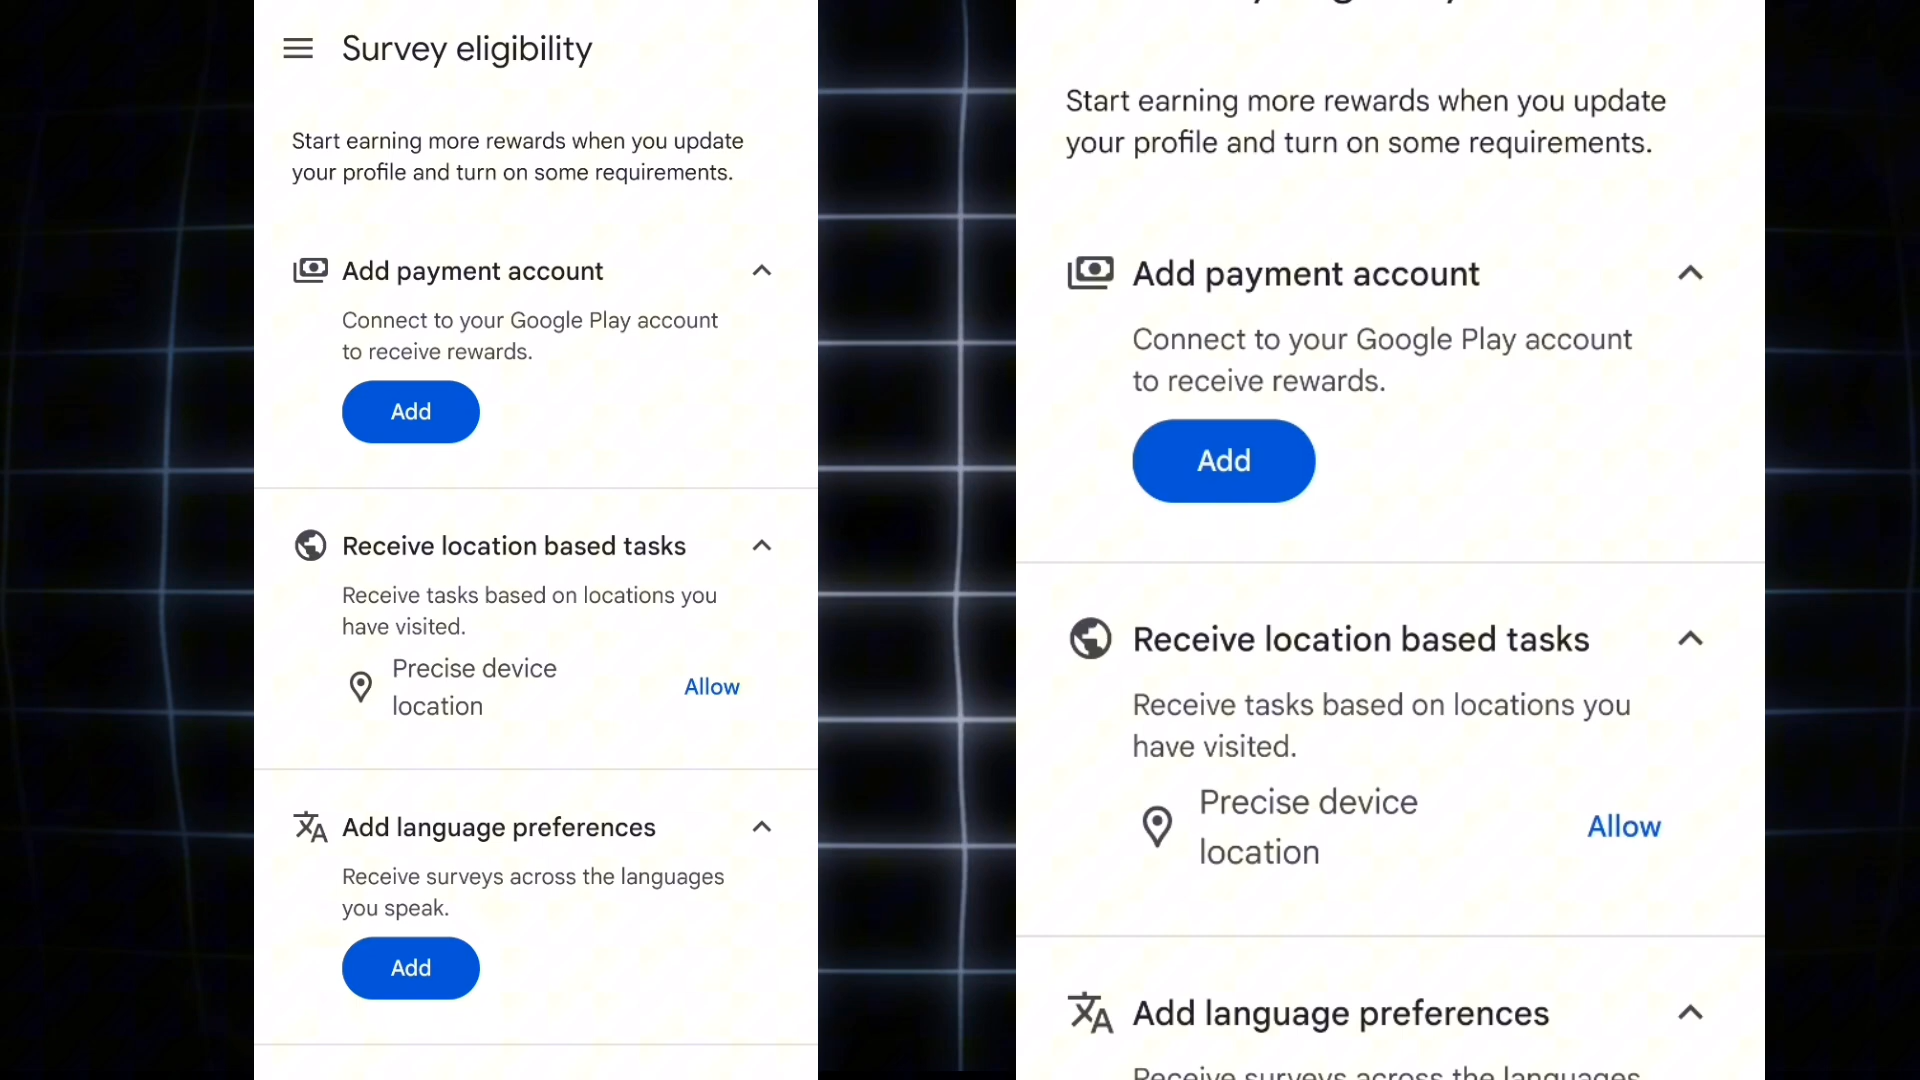 Survey eligibility
Start earning more rewards when you update
your profile and turn on some requirements.
Add payment account
Connect to your Google Play account
to receive rewards.
Add
Receive location based tasks
Receive tasks based on locations you
have visited.
Precise device
location
Allow
Add language preferences
Receive surveys across the languages
you speak.
Add
Start earning more rewards when you update
your profile and turn on some requirements.
Add payment account
Connect to your Google Play account
to receive rewards.
Add
Receive location based tasks
Receive tasks based on locations you
have visited.
Precise device
location
Allow
Add language preferences
Receive surveys across the languages